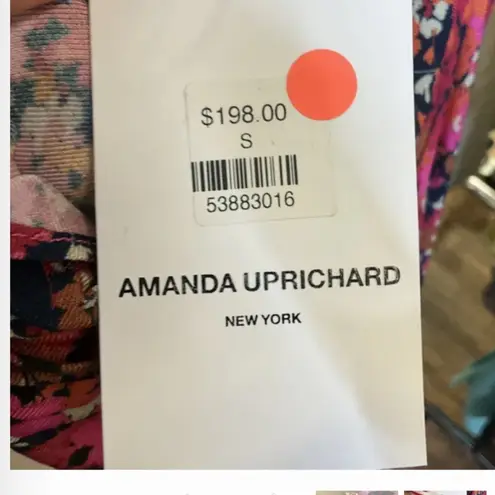 $198.00
S
53883016
AMANDA UPRICHARD
NEW YORK